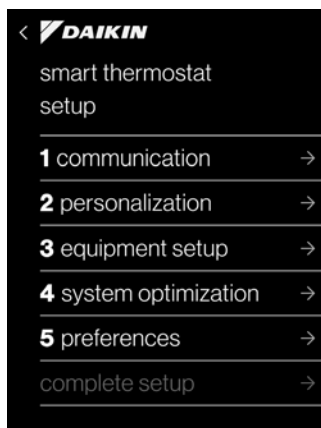 DAIKIN
smart thermostat
setup
1 communication
2 personalization
3 equipment setup
4 system optimization
5 preferences
complete setup